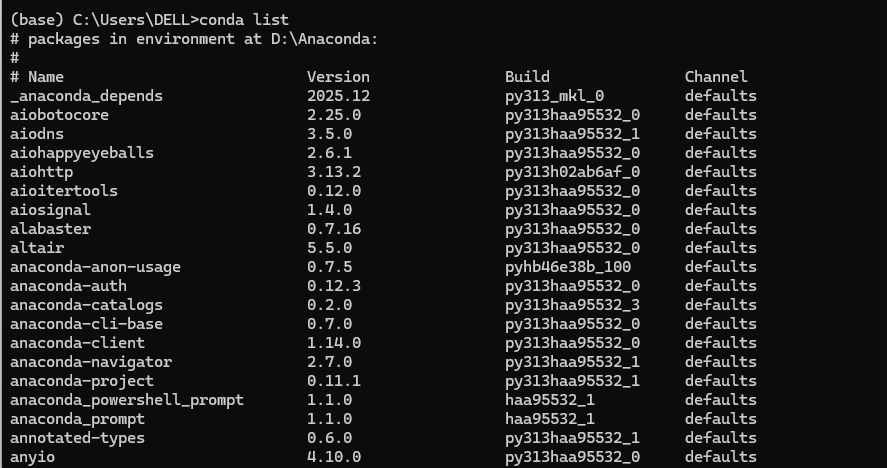 (base) C:\Users\DELL>conda list
# packages in environment at D:\Anaconda:
#
# Name                     Version               Build               Channel
_anaconda_depends          2025.12               py313_mkl_0         defaults
aiobotocore                2.25.0                py313haa95532_0     defaults
aiodns                     3.5.0                 py313haa95532_1     defaults
aiohappyeyeballs           2.6.1                 py313haa95532_0     defaults
aiohttp                    3.13.2                py313h02ab6af_0     defaults
aioitertools               0.12.0                py313haa95532_0     defaults
aiosignal                  1.4.0                 py313haa95532_0     defaults
alabaster                  0.7.16                py313haa95532_0     defaults
altair                     5.5.0                 py313haa95532_0     defaults
anaconda-anon-usage        0.7.5                 pyhb46e38b_100      defaults
anaconda-auth              0.12.3                py313haa95532_0     defaults
anaconda-catalogs          0.2.0                 py313haa95532_3     defaults
anaconda-cli-base          0.7.0                 py313haa95532_0     defaults
anaconda-client            1.14.0                py313haa95532_0     defaults
anaconda-navigator         2.7.0                 py313haa95532_1     defaults
anaconda-project           0.11.1                py313haa95532_1     defaults
anaconda_powershell_prompt 1.1.0                 haa95532_1          defaults
anaconda_prompt            1.1.0                 haa95532_1          defaults
annotated-types            0.6.0                 py313haa95532_1     defaults
anyio                      4.10.0                py313haa95532_0     defaults